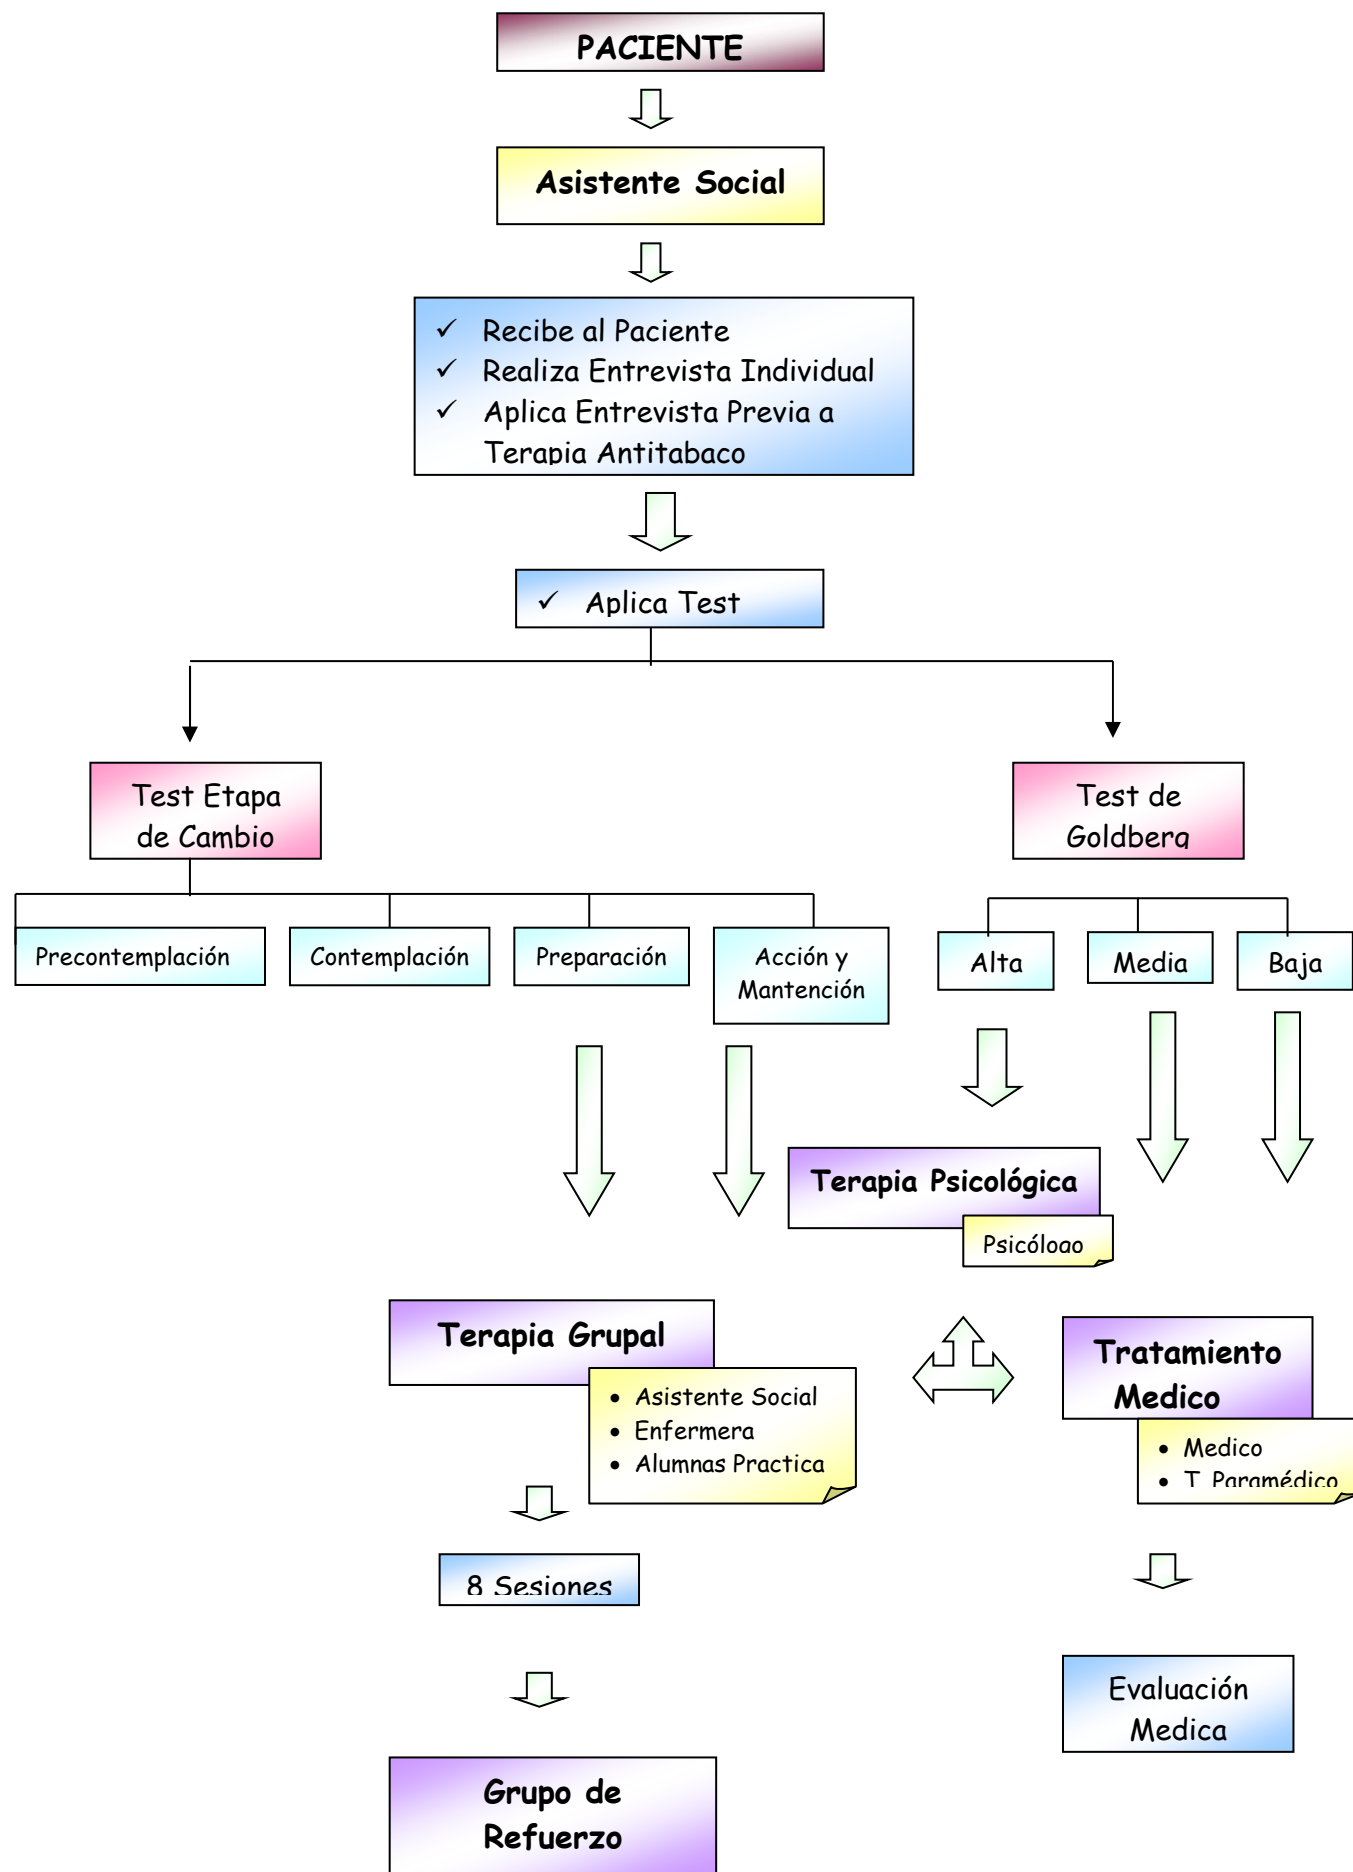 PACIENTE
Asistente Social
✓ Recibe al Paciente
✓ Realiza Entrevista Individual
✓ Aplica Entrevista Previa a
Terapia Antitabaco
✓ Aplica Test
Test Etapa
de Cambio
Test de
Goldberg
Precontemplación
Contemplación
Preparación
Acción y
Mantención
Alta
Media
Baja
Terapia Psicológica
Psicólogo
Terapia Grupal
• Asistente Social
• Enfermera
• Alumnas Practica
Tratamiento
Medico
• Medico
• T. Paramédico
8 Sesiones
Evaluación
Medica
Grupo de
Refuerzo